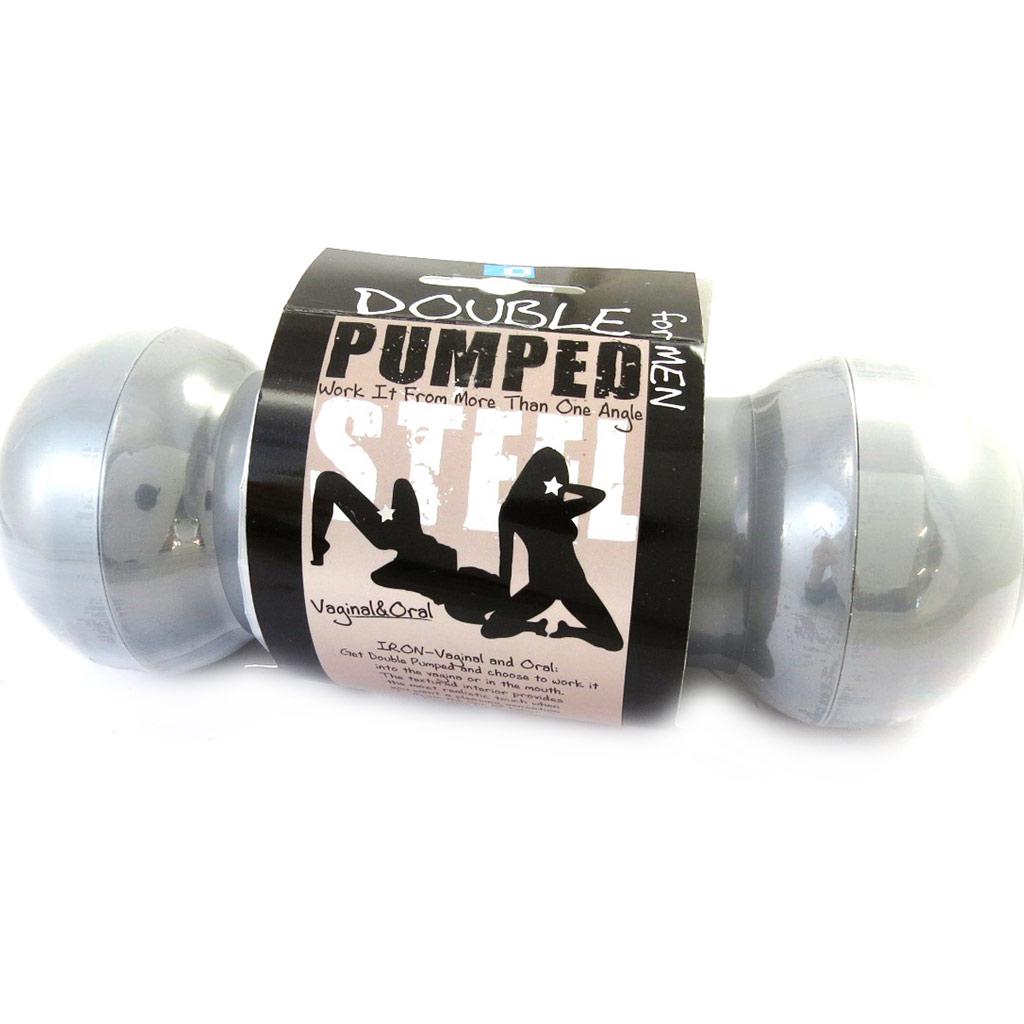 DOUBLE
for MEN
PUMPED
Work It From More Than One Angle
STEEL
Vaginal&Oral
IRON-Vaginal and Oral:
Get Double Pumped and choose to work it
into the vagina or in the mouth.
The textured interior provides
the most realistic touch when